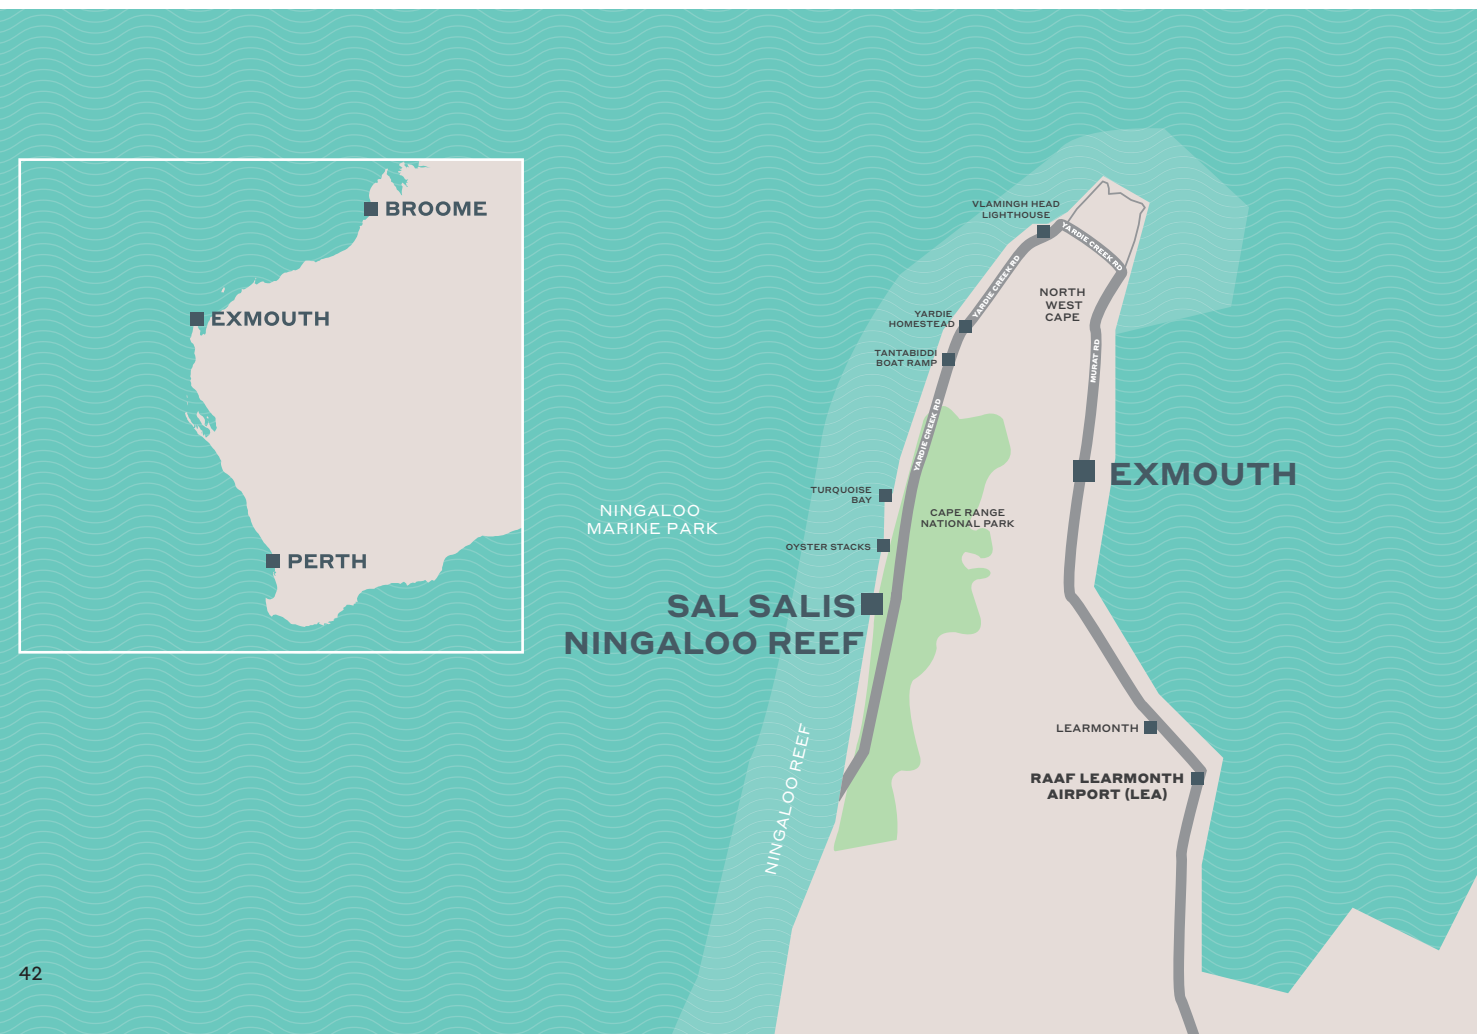 BROOME
EXMOUTH
PERTH
VLAMINGH HEAD
LIGHTHOUSE
YARDIE CREEK RD
YARDIE CREEK RD
NORTH
WEST
CAPE
YARDIE
HOMESTEAD
TANTABIDDI
BOAT RAMP
MURAT RD
YARDIE CREEK RD
EXMOUTH
TURQUOISE
BAY
NINGALOO
MARINE PARK
CAPE RANGE
NATIONAL PARK
OYSTER STACKS
SAL SALIS
NINGALOO REEF
NINGALOO REEF
LEARMONTH
RAAF LEARMONTH
AIRPORT (LEA)
42